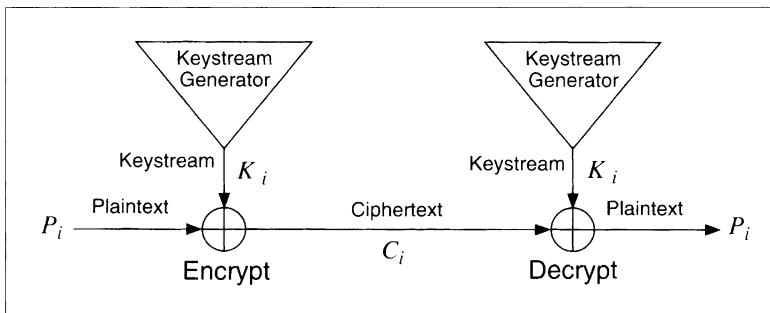 Keystream
Generator
Keystream
Generator
Keystream
K i
Keystream
K i
Plaintext
Ciphertext
Plaintext
P i
C i
P i
Encrypt
Decrypt